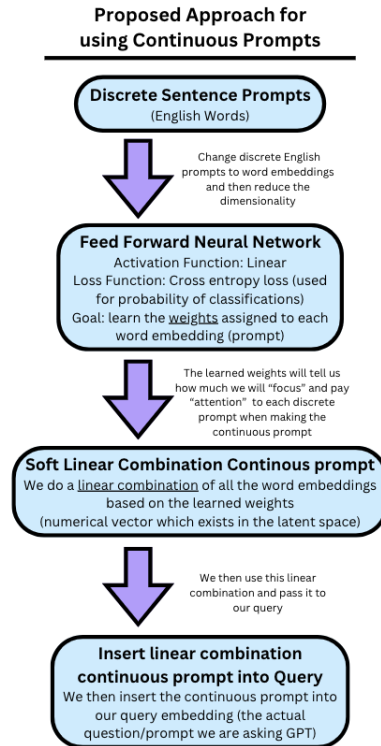 Proposed Approach for
using Continuous Prompts
Discrete Sentence Prompts
(English Words)
Change discrete English
prompts to word embeddings
and then reduce the
dimensionality
Feed Forward Neural Network
Activation Function: Linear
Loss Function: Cross entropy loss (used
for probability of classifications)
Goal: learn the weights assigned to each
word embedding (prompt)
The learned weights will tell us
how much we will “focus” and pay
“attention” to each discrete
prompt when making the
continuous prompt
Soft Linear Combination Continous prompt
We do a linear combination of all the word embeddings
based on the learned weights
(numerical vector which exists in the latent space)
We then use this linear
combination and pass it to
our query
Insert linear combination
continuous prompt into Query
We then insert the continuous prompt into
our query embedding (the actual
question/prompt we are asking GPT)